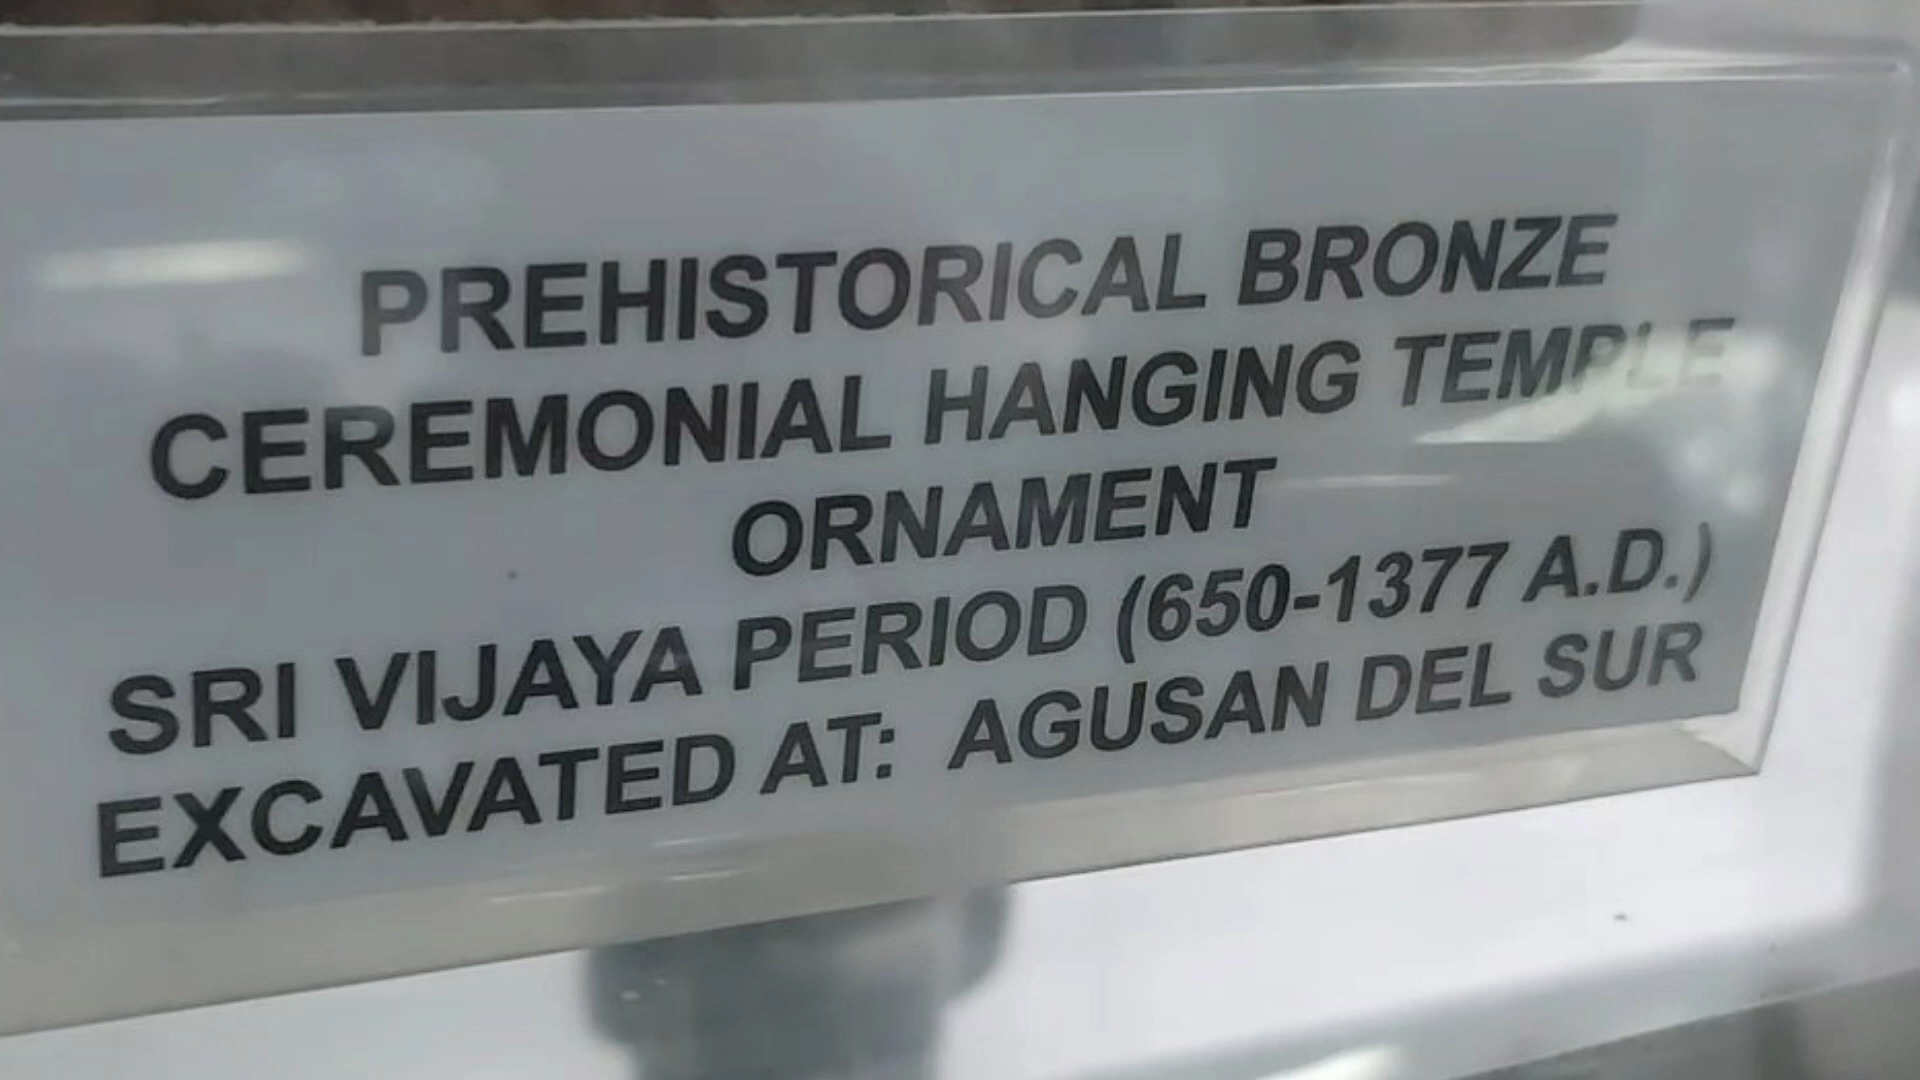 PREHISTORICAL BRONZE
CEREMONIAL HANGING TEMPLE
ORNAMENT
SRI VIJAYA PERIOD (650-1377 A.D.)
EXCAVATED AT: AGUSAN DEL SUR